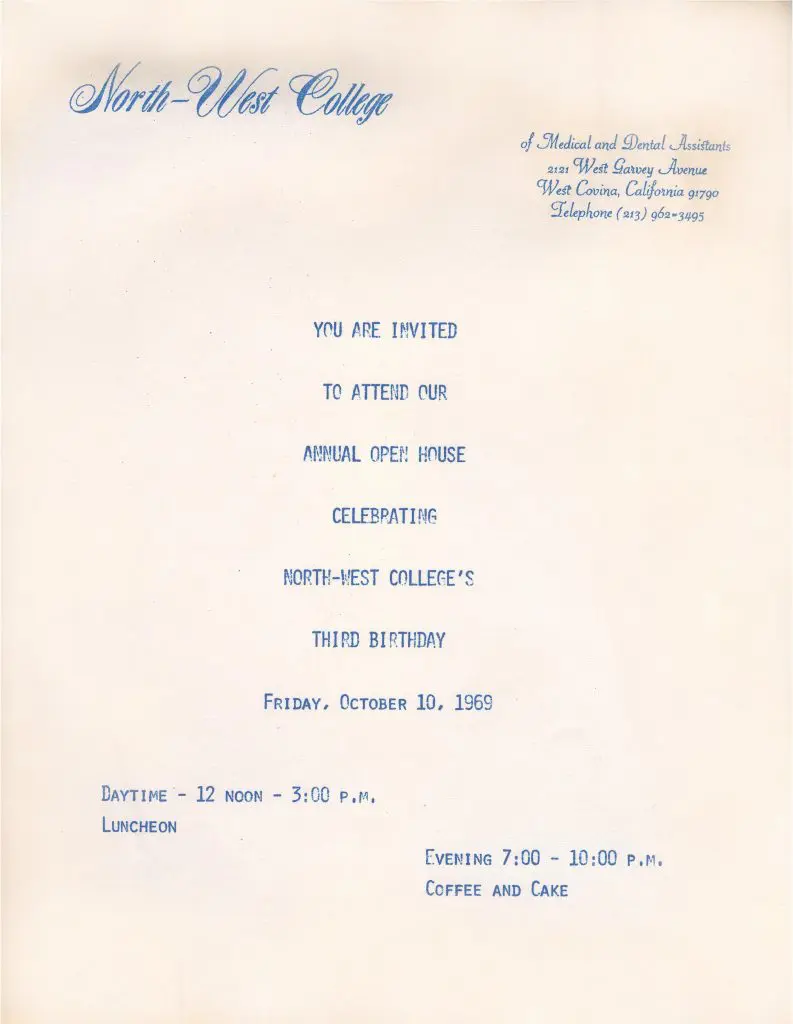 North-West College
of Medical and Dental Assistants
2121 West Garvey Avenue
West Covina, California 91790
Telephone (213) 962-3495
YOU ARE INVITED
TO ATTEND OUR
ANNUAL OPEN HOUSE
CELEBRATING
NORTH-WEST COLLEGE'S
THIRD BIRTHDAY
FRIDAY, OCTOBER 10, 1969
DAYTIME - 12 NOON - 3:00 P.M.
LUNCHEON
EVENING 7:00 - 10:00 P.M.
COFFEE AND CAKE